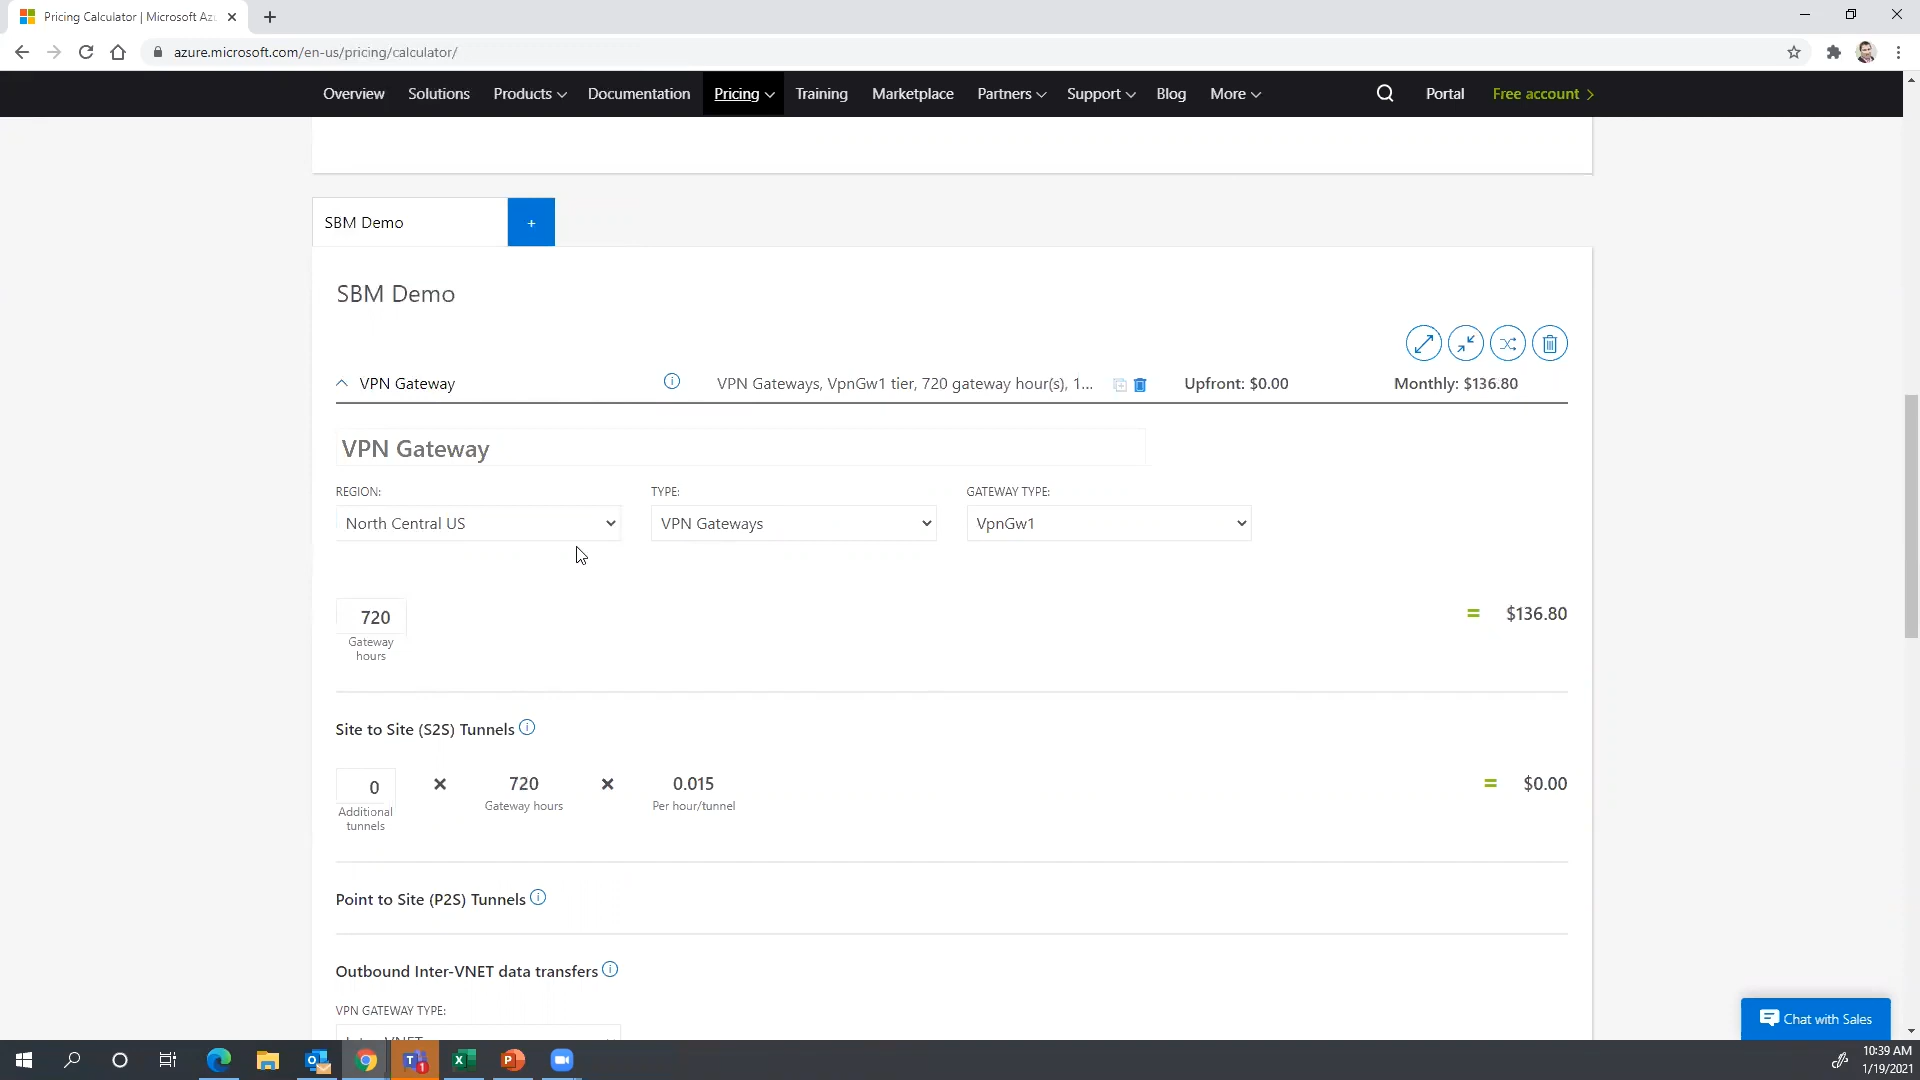 Pricing Calculator | Microsoft Az
azure.microsoft.com/en-us/pricing/calculator/
Overview Solutions Products Documentation Pricing Training Marketplace Partners Support Blog More Portal Free account
SBM Demo +
SBM Demo
VPN Gateway VPN Gateways, VpnGw1 tier, 720 gateway hour(s), 1... Upfront: $0.00 Monthly: $136.80
VPN Gateway
REGION: TYPE: GATEWAY TYPE:
North Central US VPN Gateways VpnGw1
720 = $136.80
Gateway
hours
Site to Site (S2S) Tunnels
0 × 720 × 0.015 = $0.00
Additional Gateway hours Per hour/tunnel
tunnels
Point to Site (P2S) Tunnels
Outbound Inter-VNET data transfers
VPN GATEWAY TYPE:
Chat with Sales
10:39 AM
1/19/2021